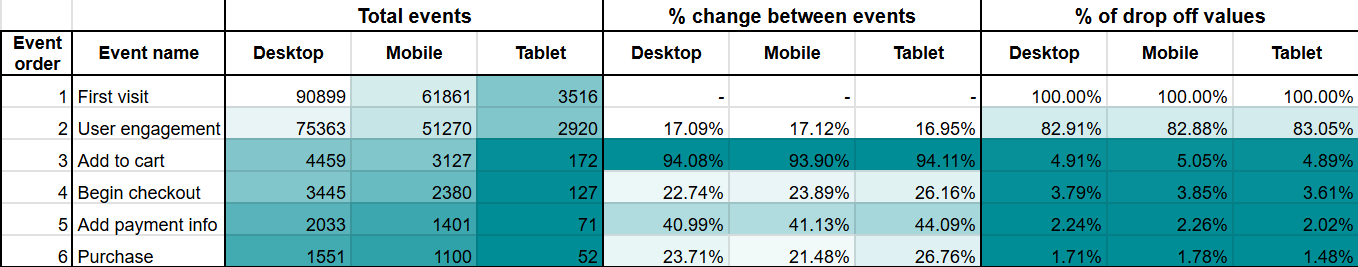 Total events % change between events % of drop off values
Event order Event name Desktop Mobile Tablet Desktop Mobile Tablet Desktop Mobile Tablet
1 First visit 90899 61861 3516 - - - 100.00% 100.00% 100.00%
2 User engagement 75363 51270 2920 17.09% 17.12% 16.95% 82.91% 82.88% 83.05%
3 Add to cart 4459 3127 172 94.08% 93.90% 94.11% 4.91% 5.05% 4.89%
4 Begin checkout 3445 2380 127 22.74% 23.89% 26.16% 3.79% 3.85% 3.61%
5 Add payment info 2033 1401 71 40.99% 41.13% 44.09% 2.24% 2.26% 2.02%
6 Purchase 1551 1100 52 23.71% 21.48% 26.76% 1.71% 1.78% 1.48%